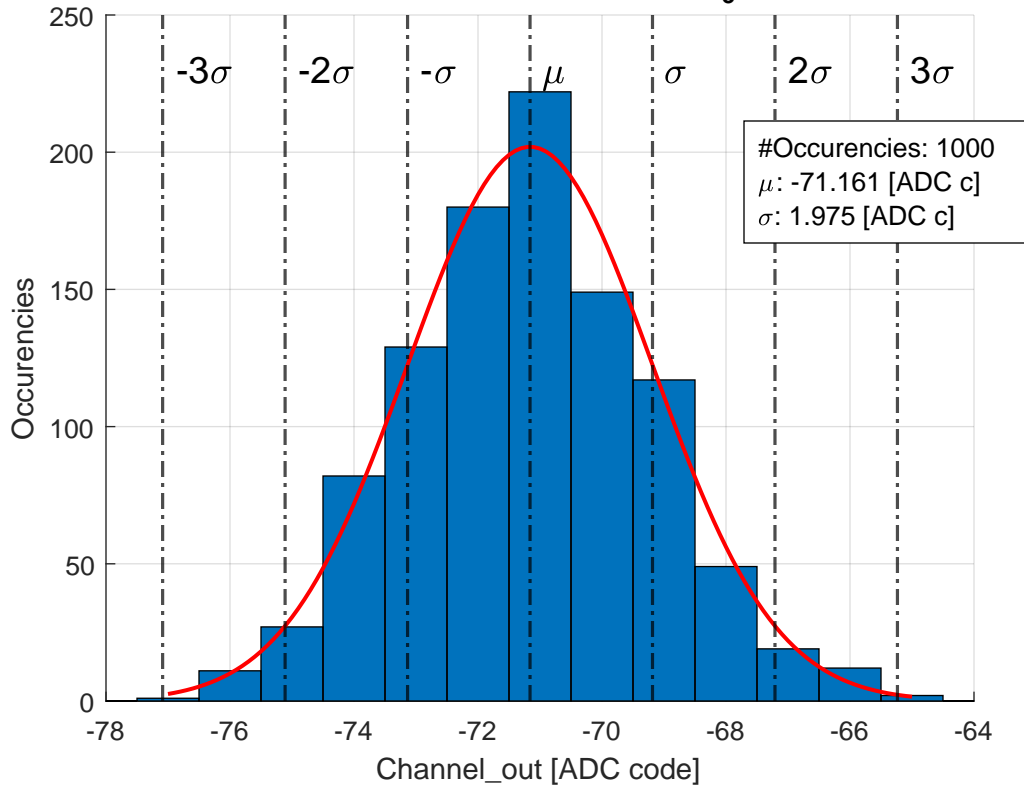 250
-3σ -2σ -σ μ σ 2σ 3σ
#Occurencies: 1000
μ: -71.161 [ADC c]
σ: 1.975 [ADC c]
200
150
100
50
0
Occurencies
-78 -76 -74 -72 -70 -68 -66 -64
Channel_out [ADC code]